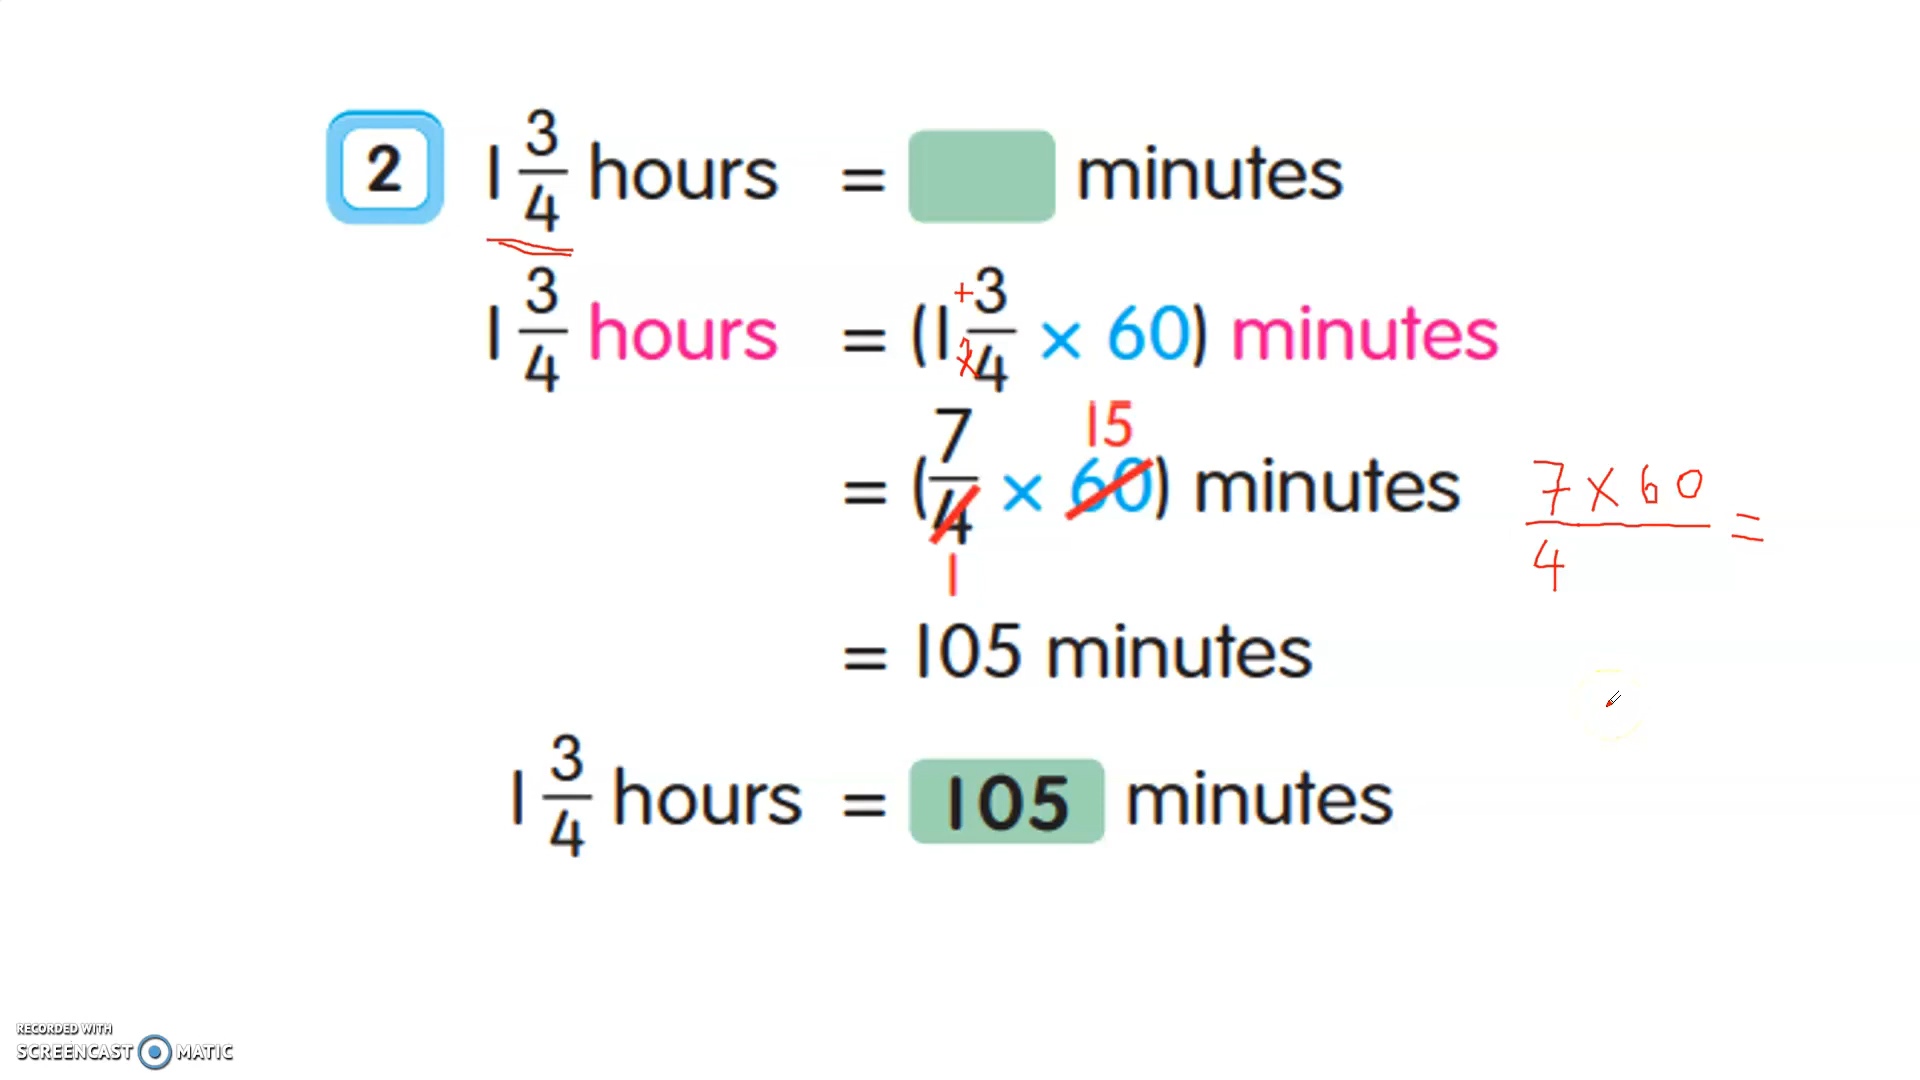 2 1 3/4 hours = minutes
1 3/4 hours = (1 + 3/4 × 60) minutes
15
= (7/4 × 60) minutes
1
7 × 60 / 4 =
= 105 minutes
1 3/4 hours = 105 minutes
RECORDED WITH
SCREENCAST MATIC